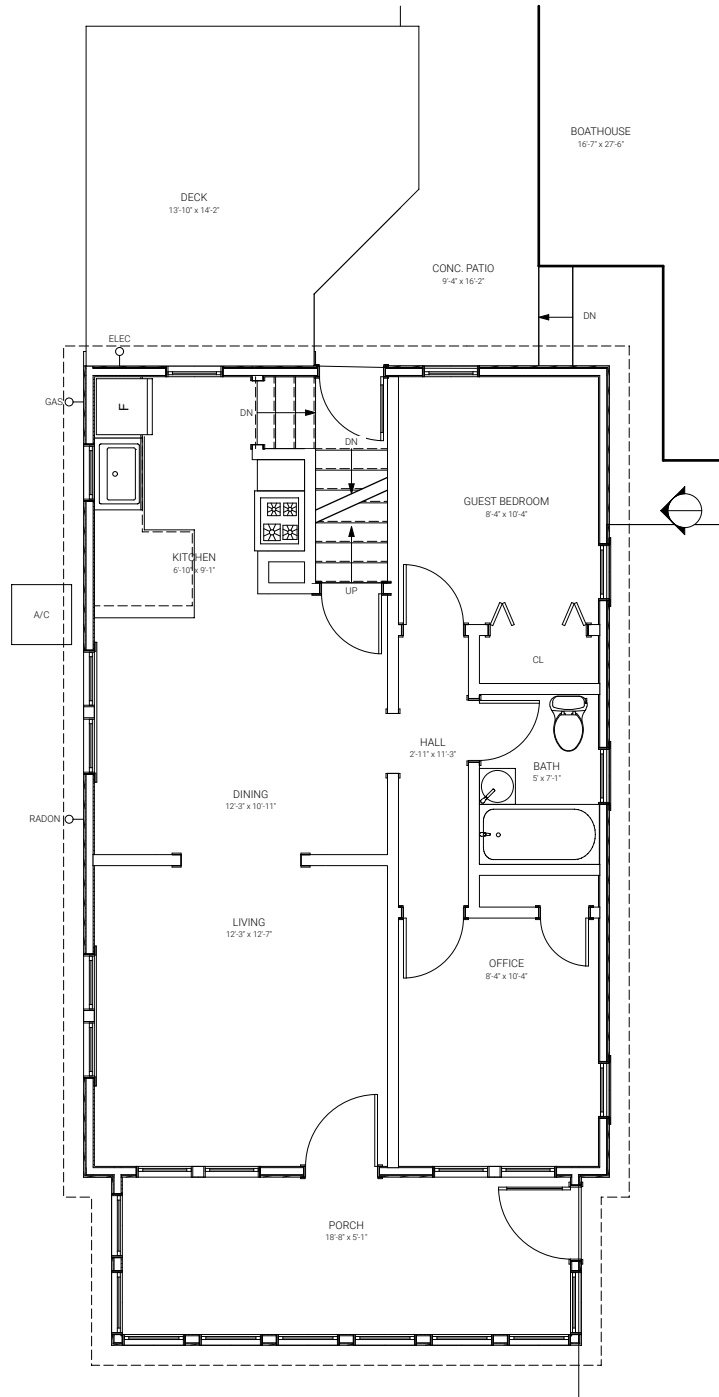 BOATHOUSE
16'-7" x 27'-6"
DECK
13'-10" x 14'-2"
CONC. PATIO
9'-4" x 16'-2"
DN
ELEC
GAS
F
DN
DN
GUEST BEDROOM
8'-4" x 10'-4"
KITCHEN
6'-10" x 9'-1"
UP
A/C
CL
HALL
2'-11" x 11'-3"
BATH
5' x 7'-1"
DINING
12'-3" x 10'-11"
RADON
LIVING
12'-3" x 12'-7"
OFFICE
8'-4" x 10'-4"
PORCH
18'-8" x 5'-1"